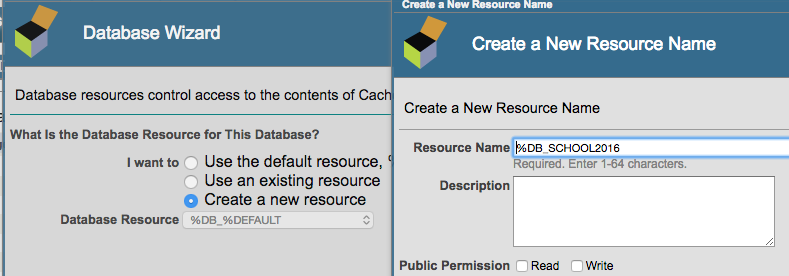 Database Wizard
Database resources control access to the contents of Cach
What Is the Database Resource for This Database?
I want to
Use the default resource,
Use an existing resource
Create a new resource
Database Resource
%DB_%DEFAULT
Create a New Resource Name
Create a New Resource Name
Create a New Resource Name
Resource Name
%DB_SCHOOL2016
Required. Enter 1-64 characters.
Description
Public Permission
Read
Write